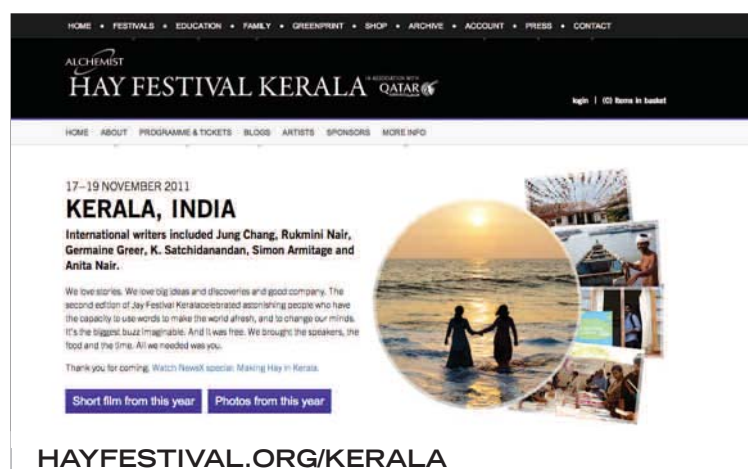 HOME • FESTIVALS • EDUCATION • FAMILY • GREENPRINT • SHOP • ARCHIVE • ACCOUNT • PRESS • CONTACT
ALCHEMIST
HAY FESTIVAL KERALA
IN ASSOCIATION WITH
QATAR
login | (0) items in basket
HOME ABOUT PROGRAMME & TICKETS BLOGS ARTISTS SPONSORS MORE INFO
17–19 NOVEMBER 2011
KERALA, INDIA
International writers included Jung Chang, Rukmini Nair,
Germaine Greer, K. Satchidanandan, Simon Armitage and
Anita Nair.
We love stories. We love big ideas and discoveries and good company. The
second edition of Jay Festival Keralacelebrated astonishing people who have
the capacity to use words to make the world afresh, and to change our minds.
It's the biggest buzz imaginable. And it was free. We brought the speakers, the
food and the time. All we needed was you.
Thank you for coming. Watch NewsX special: Making Hay in Kerala.
Short film from this year Photos from this year
HAYFESTIVAL.ORG/KERALA